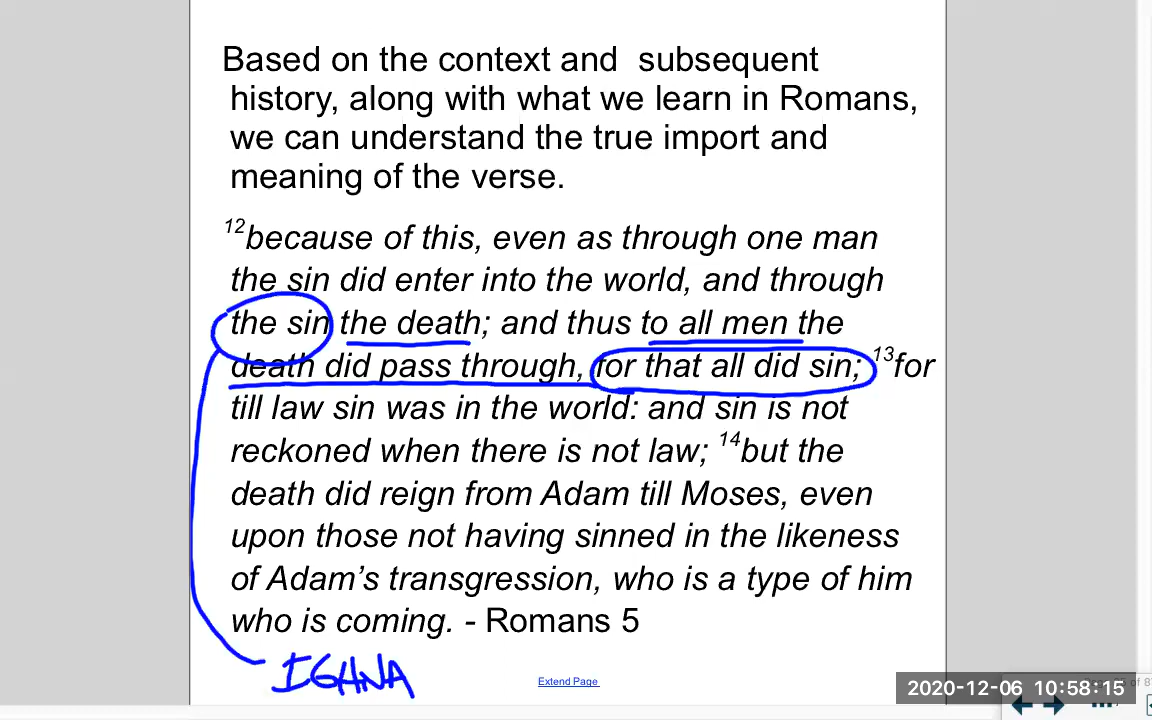 Based on the context and subsequent
history, along with what we learn in Romans,
we can understand the true import and
meaning of the verse.
12because of this, even as through one man
the sin did enter into the world, and through
the sin the death; and thus to all men the
death did pass through, for that all did sin; 13for
till law sin was in the world: and sin is not
reckoned when there is not law; 14but the
death did reign from Adam till Moses, even
upon those not having sinned in the likeness
of Adam’s transgression, who is a type of him
who is coming. - Romans 5
IGHNA
Extend Page
2020-12-06 10:58:15